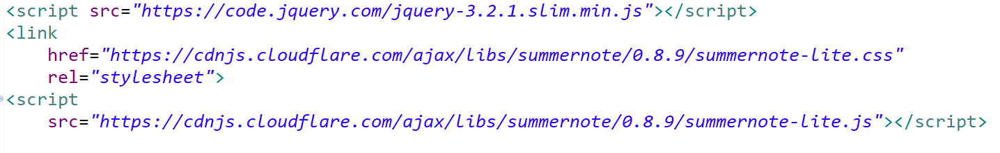 <script src="https://code.jquery.com/jquery-3.2.1.slim.min.js"></script>
<link
href="https://cdnjs.cloudflare.com/ajax/libs/summernote/0.8.9/summernote-lite.css"
rel="stylesheet">
<script
src="https://cdnjs.cloudflare.com/ajax/libs/summernote/0.8.9/summernote-lite.js"></script>